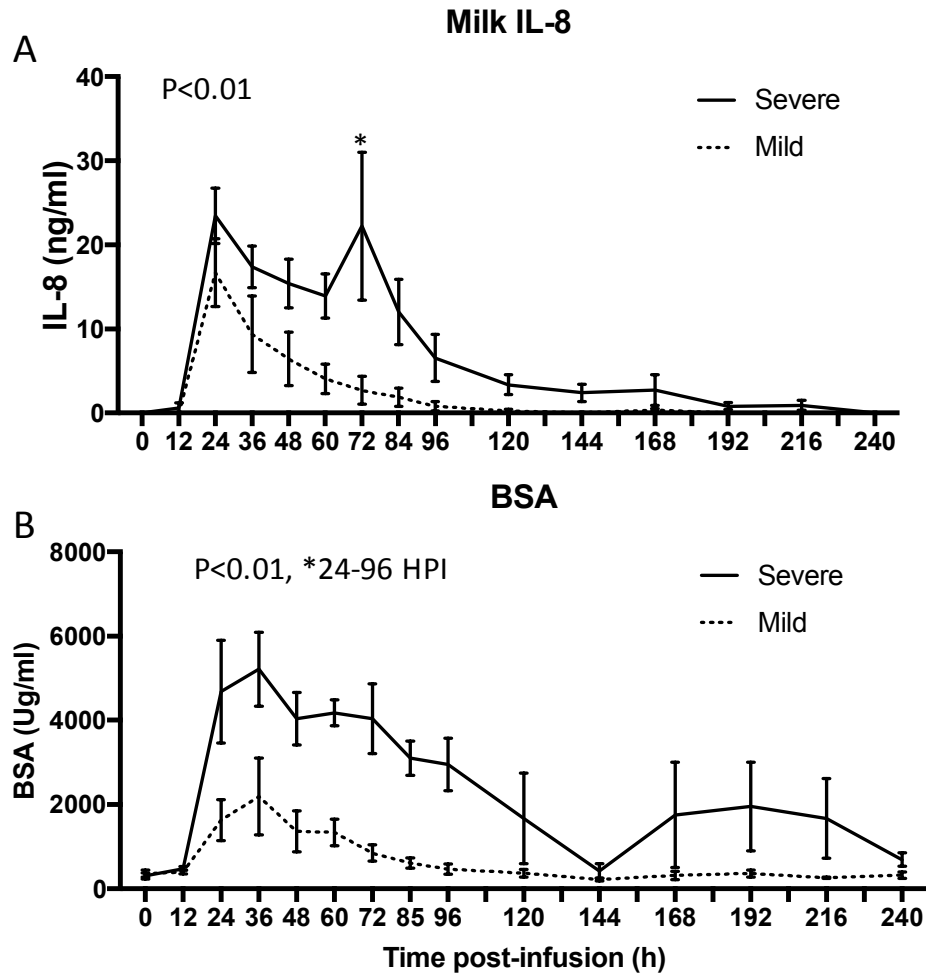 Milk IL-8
A
P<0.01
Severe
Mild
*
40
30
20
10
0
IL-8 (ng/ml)
0 12 24 36 48 60 72 84 96 120 144 168 192 216 240
BSA
B
P<0.01, *24-96 HPI
Severe
Mild
8000
6000
4000
2000
0
BSA (Ug/ml)
0 12 24 36 48 60 72 85 96 120 144 168 192 216 240
Time post-infusion (h)